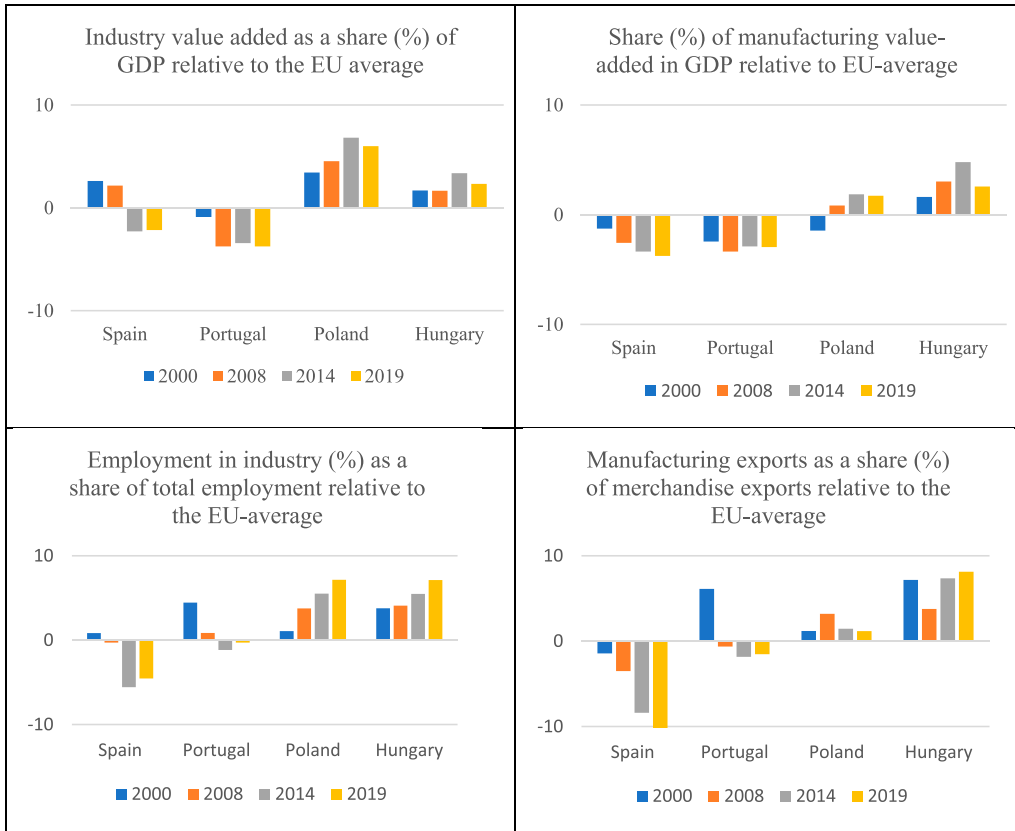 Industry value added as a share (%) of
GDP relative to the EU average
10
0
-10
Spain Portugal Poland Hungary
2000 2008 2014 2019
Share (%) of manufacturing value-
added in GDP relative to EU-average
10
0
-10
Spain Portugal Poland Hungary
2000 2008 2014 2019
Employment in industry (%) as a
share of total employment relative to
the EU-average
10
0
-10
Spain Portugal Poland Hungary
2000 2008 2014 2019
Manufacturing exports as a share (%)
of merchandise exports relative to the
EU-average
10
0
-10
Spain Portugal Poland Hungary
2000 2008 2014 2019